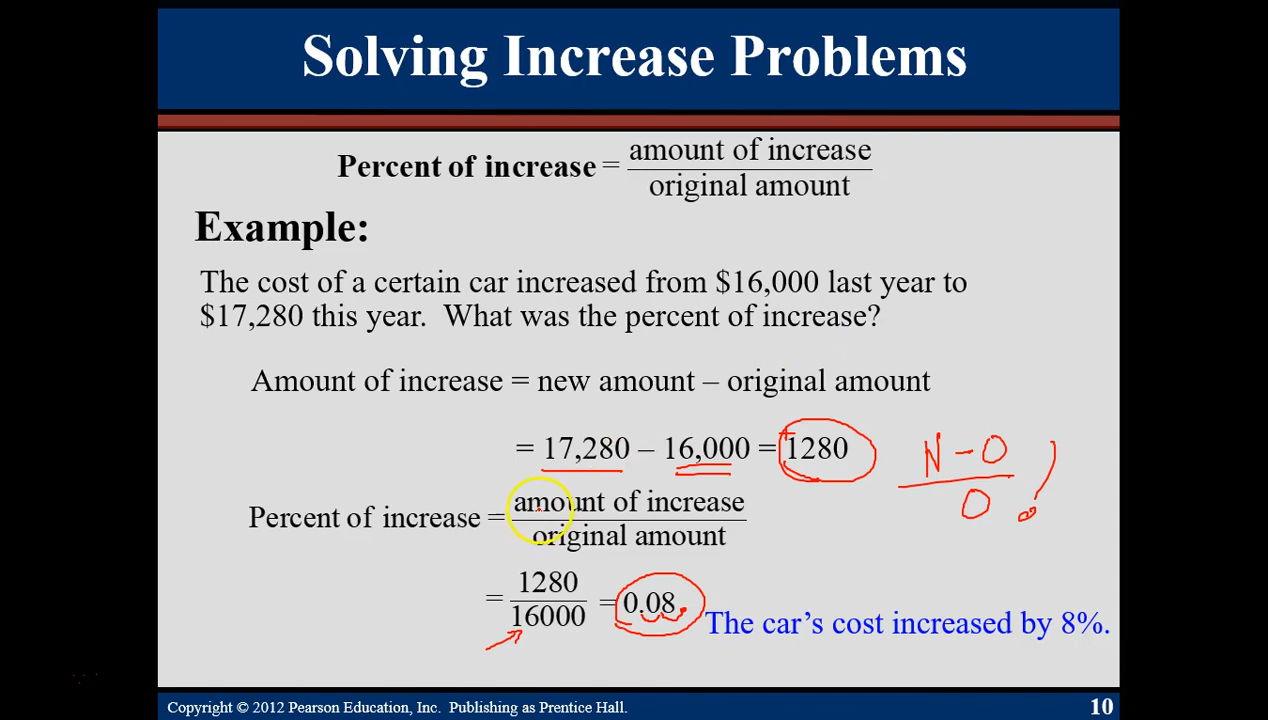 Solving Increase Problems
Percent of increase = amount of increase / original amount
Example:
The cost of a certain car increased from $16,000 last year to
$17,280 this year. What was the percent of increase?
Amount of increase = new amount – original amount
= 17,280 – 16,000 = 1280
N – O / O !
Percent of increase = amount of increase / original amount
= 1280 / 16000 = 0.08
The car's cost increased by 8%.
Copyright © 2012 Pearson Education, Inc. Publishing as Prentice Hall.
10